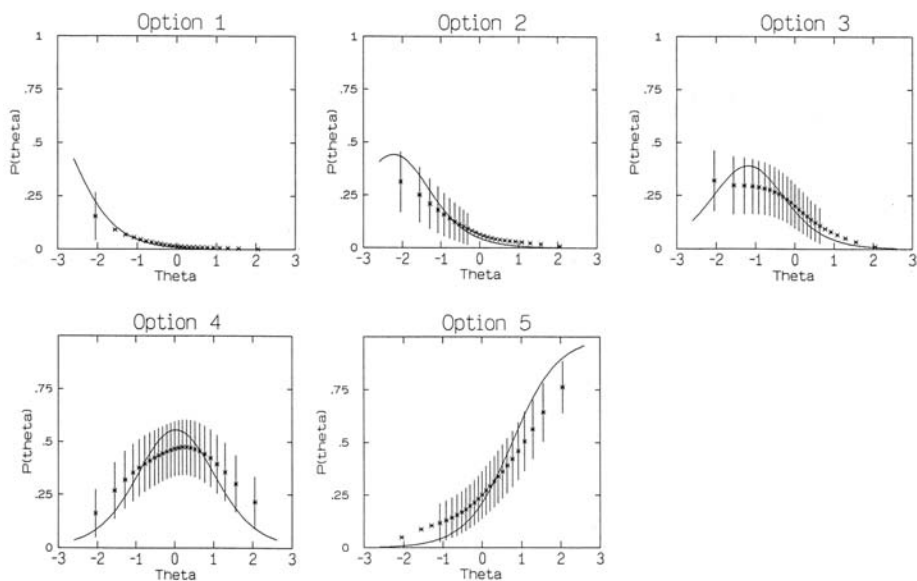 Option 1
1
.75
.5
.25
0
P(theta)
-3 -2 -1 0 1 2 3
Theta
Option 2
1
.75
.5
.25
0
P(theta)
-3 -2 -1 0 1 2 3
Theta
Option 3
1
.75
.5
.25
0
P(theta)
-3 -2 -1 0 1 2 3
Theta
Option 4
.75
.5
.25
0
P(theta)
-3 -2 -1 0 1 2 3
Theta
Option 5
.75
.5
.25
0
P(theta)
-3 -2 -1 0 1 2 3
Theta